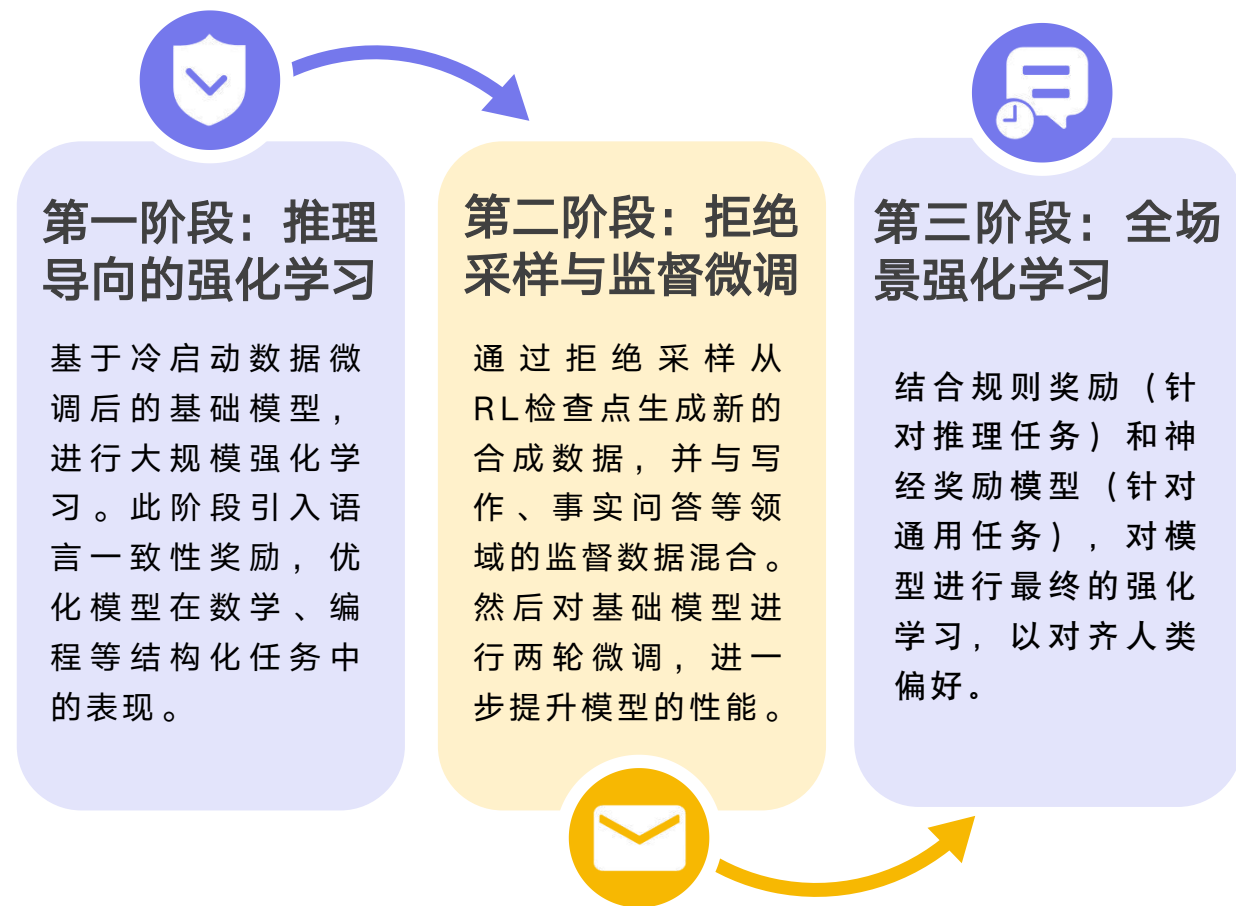 第一阶段：推理
导向的强化学习
基于冷启动数据微
调后的基础模型，
进行大规模强化学
习。此阶段引入语
言一致性奖励，优
化模型在数学、编
程等结构化任务中
的表现。
第二阶段：拒绝
采样与监督微调
通过拒绝采样从
RL检查点生成新的
合成数据，并与写
作、事实问答等领
域的监督数据混合。
然后对基础模型进
行两轮微调，进一
步提升模型的性能。
第三阶段：全场
景强化学习
结合规则奖励（针
对推理任务）和神
经奖励模型（针对
通用任务），对模
型进行最终的强化
学习，以对齐人类
偏好。